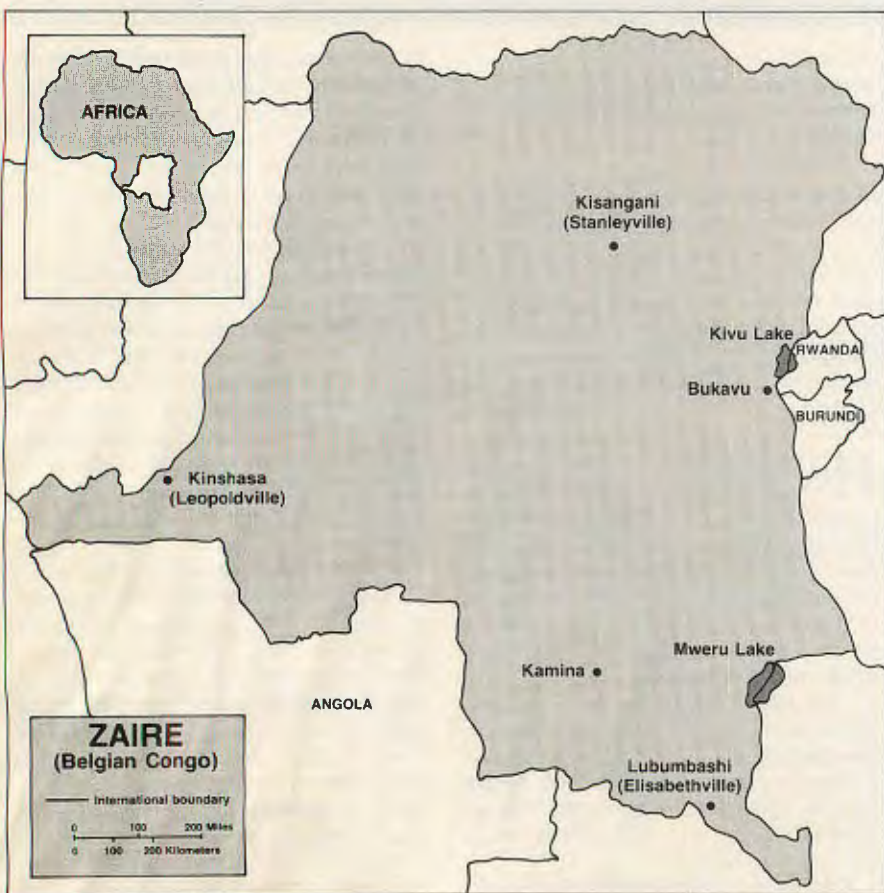 AFRICA
Kisangani
(Stanleyville)
Kivu Lake
RWANDA
Bukavu
BURUNDI
Kinshasa
(Leopoldville)
Mweru Lake
Kamina
ANGOLA
ZAIRE
(Belgian Congo)
International boundary
0 100 200 Miles
0 100 200 Kilometers
Lubumbashi
(Elisabethville)